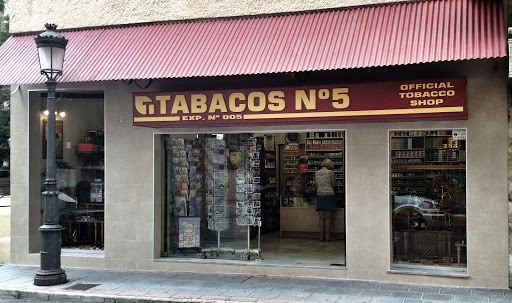 TABACOS Nº5
EXP. Nº 005
OFFICIAL
TOBACCO
SHOP